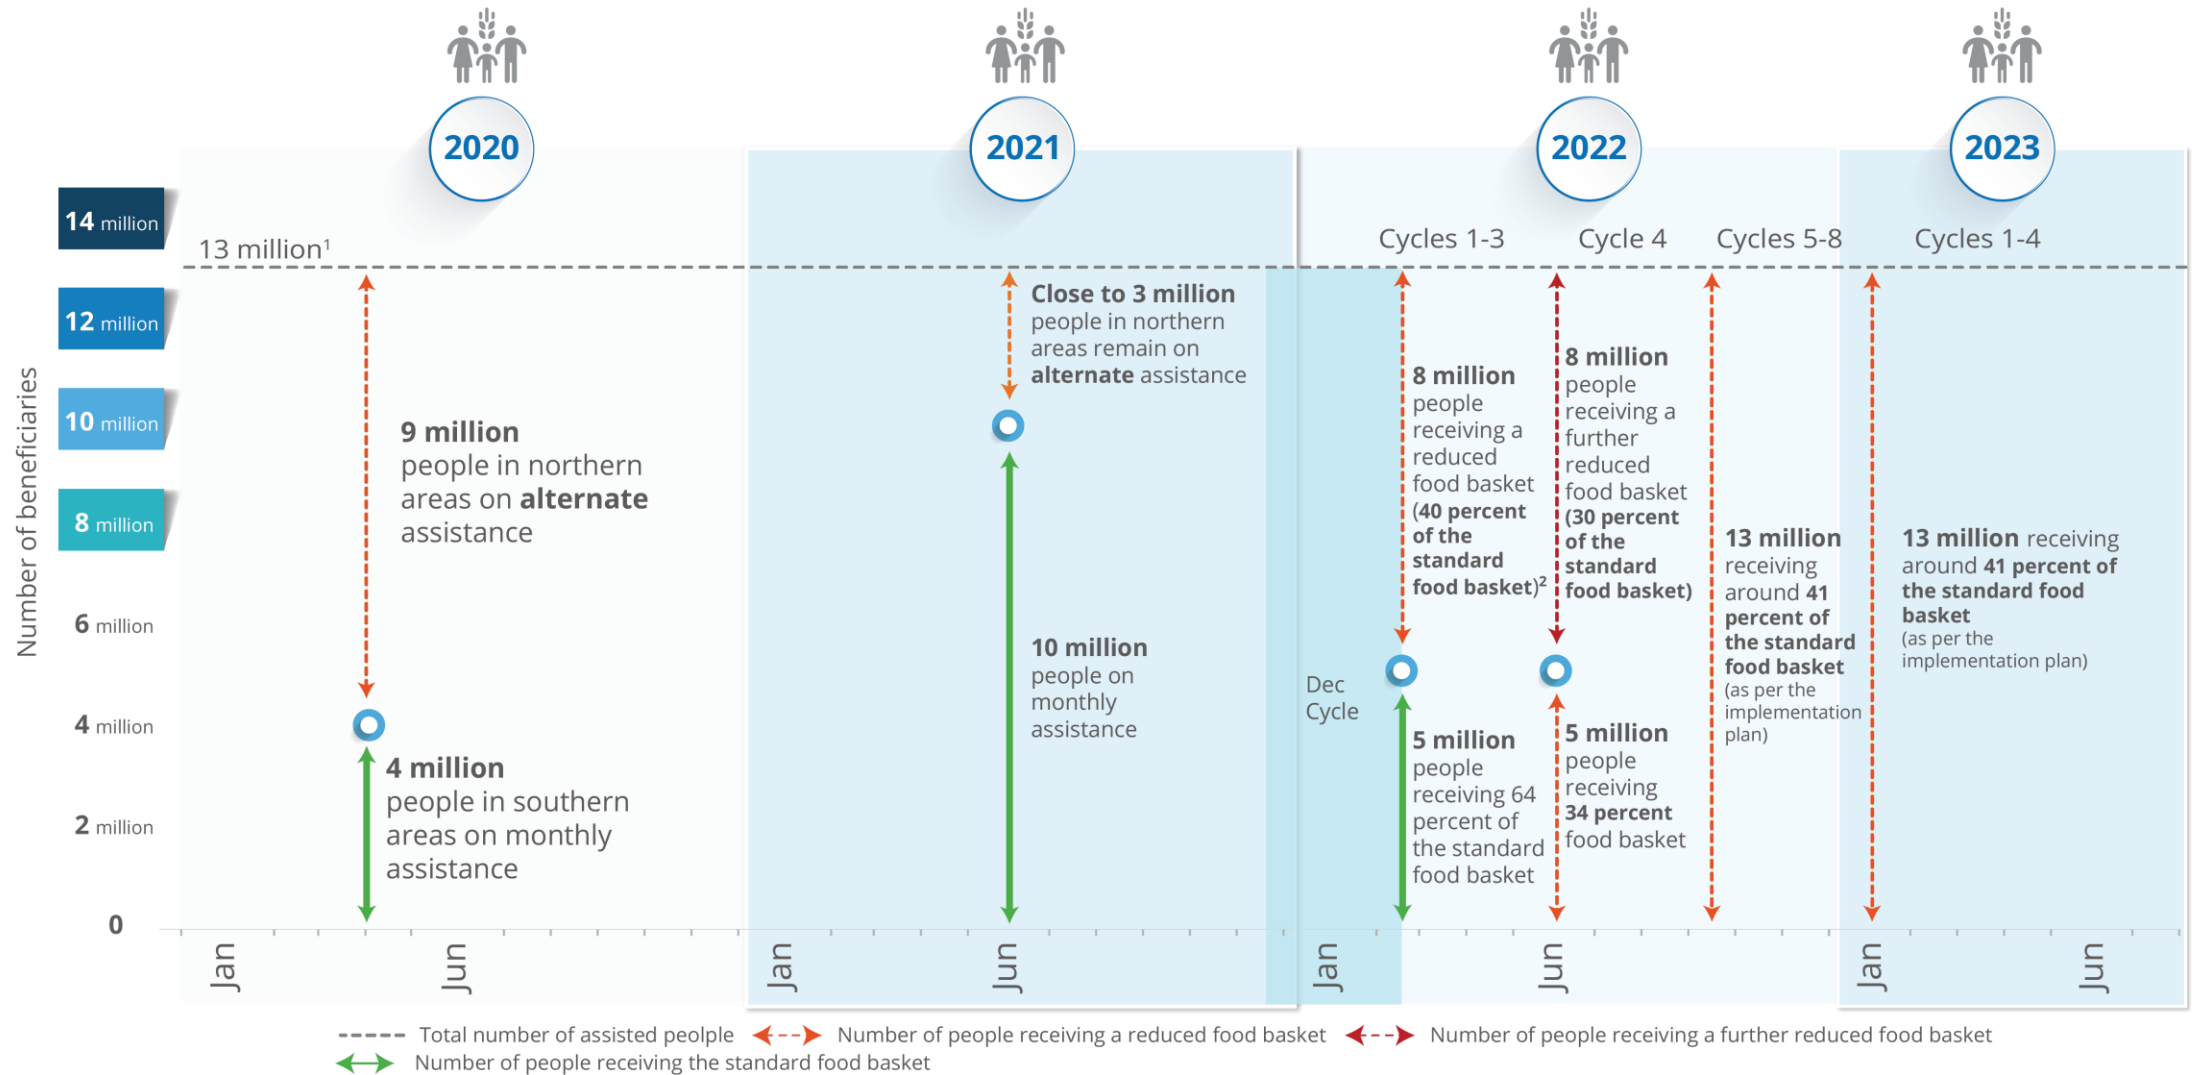 2020
2021
2022
2023
Number of beneficiaries
14 million
12 million
10 million
8 million
6 million
4 million
2 million
0
13 million¹
9 million
people in northern
areas on alternate
assistance
4 million
people in southern
areas on monthly
assistance
Close to 3 million
people in northern
areas remain on
alternate assistance
10 million
people on
monthly
assistance
Dec
Cycle
Cycles 1-3
8 million
people
receiving a
reduced
food basket
(40 percent
of the
standard
food basket)²
5 million
people
receiving 64
percent of
the standard
food basket
Cycle 4
8 million
people
receiving a
further
reduced
food basket
(30 percent
of the
standard
food basket)
5 million
people
receiving
34 percent
food basket
Cycles 5-8
13 million
receiving
around 41
percent of
the standard
food basket
(as per the
implementation
plan)
Cycles 1-4
13 million receiving
around 41 percent of
the standard food
basket
(as per the
implementation plan)
Jan
Jun
Jan
Jun
Jan
Jun
Jan
Jun
Total number of assisted peolple
Number of people receiving a reduced food basket
Number of people receiving a further reduced food basket
Number of people receiving the standard food basket